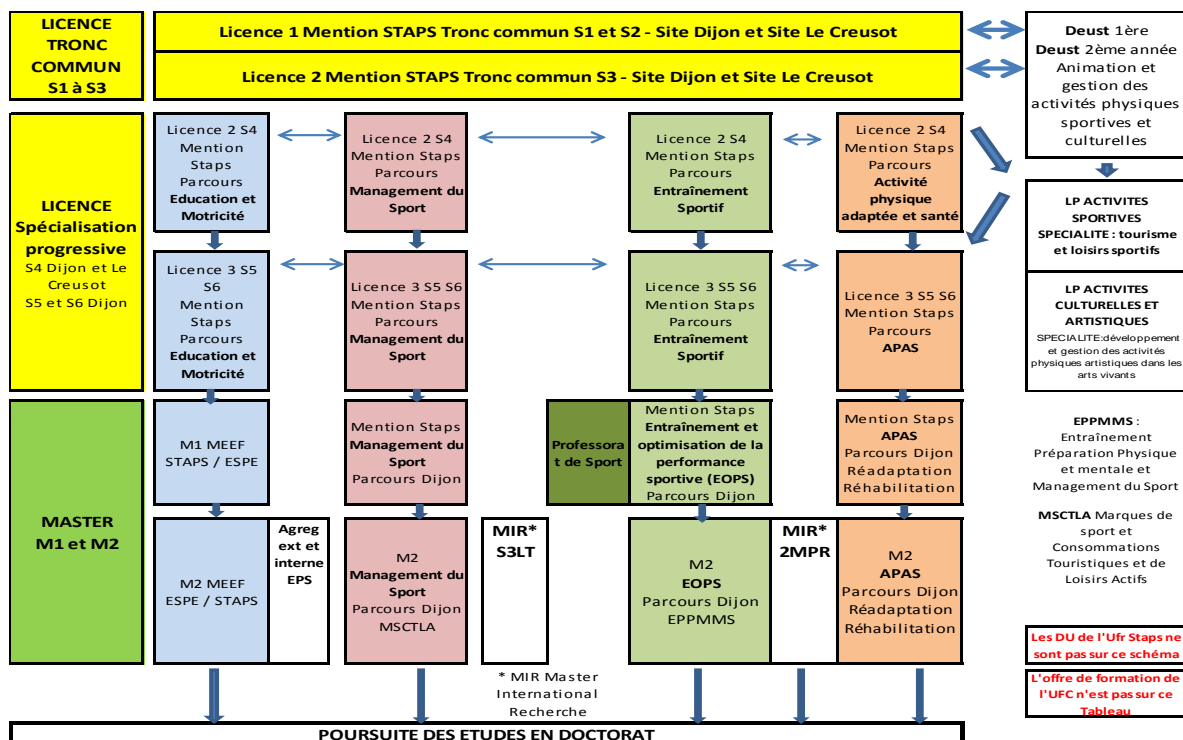 LICENCE
TRONC
COMMUN
S1 à S3
Licence 1 Mention STAPS Tronc commun S1 et S2 - Site Dijon et Site Le Creusot
Licence 2 Mention STAPS Tronc commun S3 - Site Dijon et Site Le Creusot
Deust 1ère
Deust 2ème année
Animation et
gestion des
activités physiques
sportives et
culturelles
LICENCE
Spécialisation
progressive
S4 Dijon et Le
Creusot
S5 et S6 Dijon
Licence 2 S4
Mention
Staps
Parcours
Education et
Motricité
Licence 2 S4
Mention Staps
Parcours
Management du
Sport
Licence 2 S4
Mention Staps
Parcours
Entraînement
Sportif
Licence 2 S4
Mention Staps
Parcours
Activité
physique
adaptée et santé
LP ACTIVITES
SPORTIVES
SPECIALITE : tourisme
et loisirs sportifs
Licence 3 S5
S6
Mention
Staps
Parcours
Education et
Motricité
Licence 3 S5 S6
Mention Staps
Parcours
Management du
Sport
Licence 3 S5 S6
Mention Staps
Parcours
Entraînement
Sportif
Licence 3 S5 S6
Mention Staps
Parcours
APAS
LP ACTIVITES
CULTURELLES ET
ARTISTIQUES
SPECIALITE:développement
et gestion des activités
physiques artistiques dans les
arts vivants
MASTER
M1 et M2
M1 MEEF
STAPS / ESPE
Mention Staps
Management du
Sport
Parcours Dijon
Professora
t de Sport
Mention Staps
Entraînement et
optimisation de la
performance
sportive (EOPS)
Parcours Dijon
Mention Staps
APAS
Parcours Dijon
Réadaptation
Réhabilitation
EPPMMS :
Entraînement
Préparation Physique
et mentale et
Management du Sport
MSCTLA Marques de
sport et
Consommations
Touristiques et de
Loisirs Actifs
M2 MEEF
ESPE / STAPS
Agreg
ext et
interne
EPS
M2
Management du
Sport
Parcours Dijon
MSCTLA
MIR*
S3LT
M2
EOPS
Parcours Dijon
EPPMMS
MIR*
2MPR
M2
APAS
Parcours Dijon
Réadaptation
Réhabilitation
Les DU de l'Ufr Staps ne
sont pas sur ce schéma
L'offre de formation de
l'UFC n'est pas sur ce
Tableau
* MIR Master
International
Recherche
POURSUITE DES ETUDES EN DOCTORAT